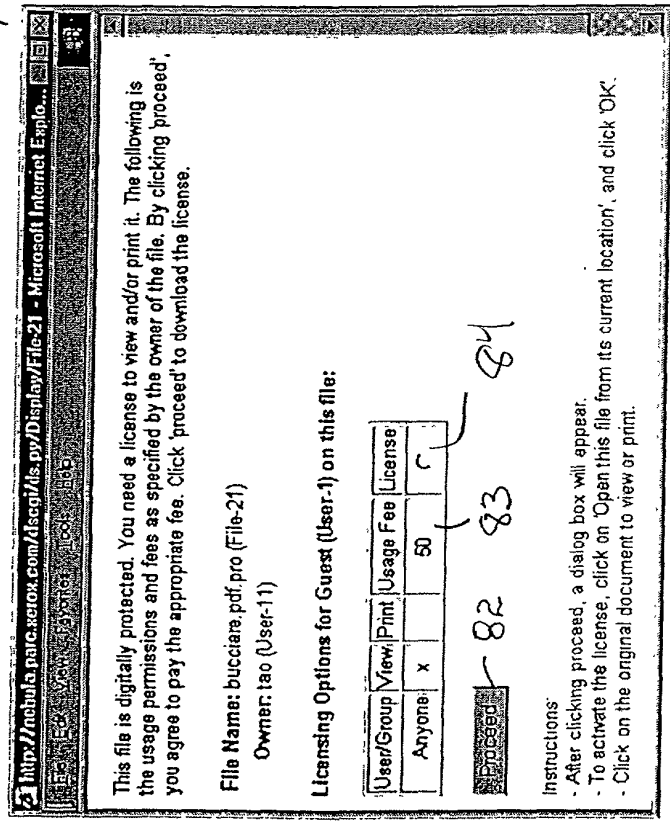 http://nebula.parc.xerox.com/dscgi/ds.py/Display/File-21 - Microsoft Internet Explo...
File Edit View Favorites Tools Help
This file is digitally protected. You need a license to view and/or print it. The following is
the usage permissions and fees as specified by the owner of the file. By clicking 'proceed',
you agree to pay the appropriate fee. Click 'proceed' to download the license.
File Name: bucciare.pdf.pro (File-21)
Owner: tao (User-11)
Licensing Options for Guest (User-1) on this file:
User/Group View Print Usage Fee License
Anyone x 50
Proceed 82 83 84
Instructions:
- After clicking proceed, a dialog box will appear.
- To activate the license, click on 'Open this file from its current location', and click 'OK'.
- Click on the original document to view or print.